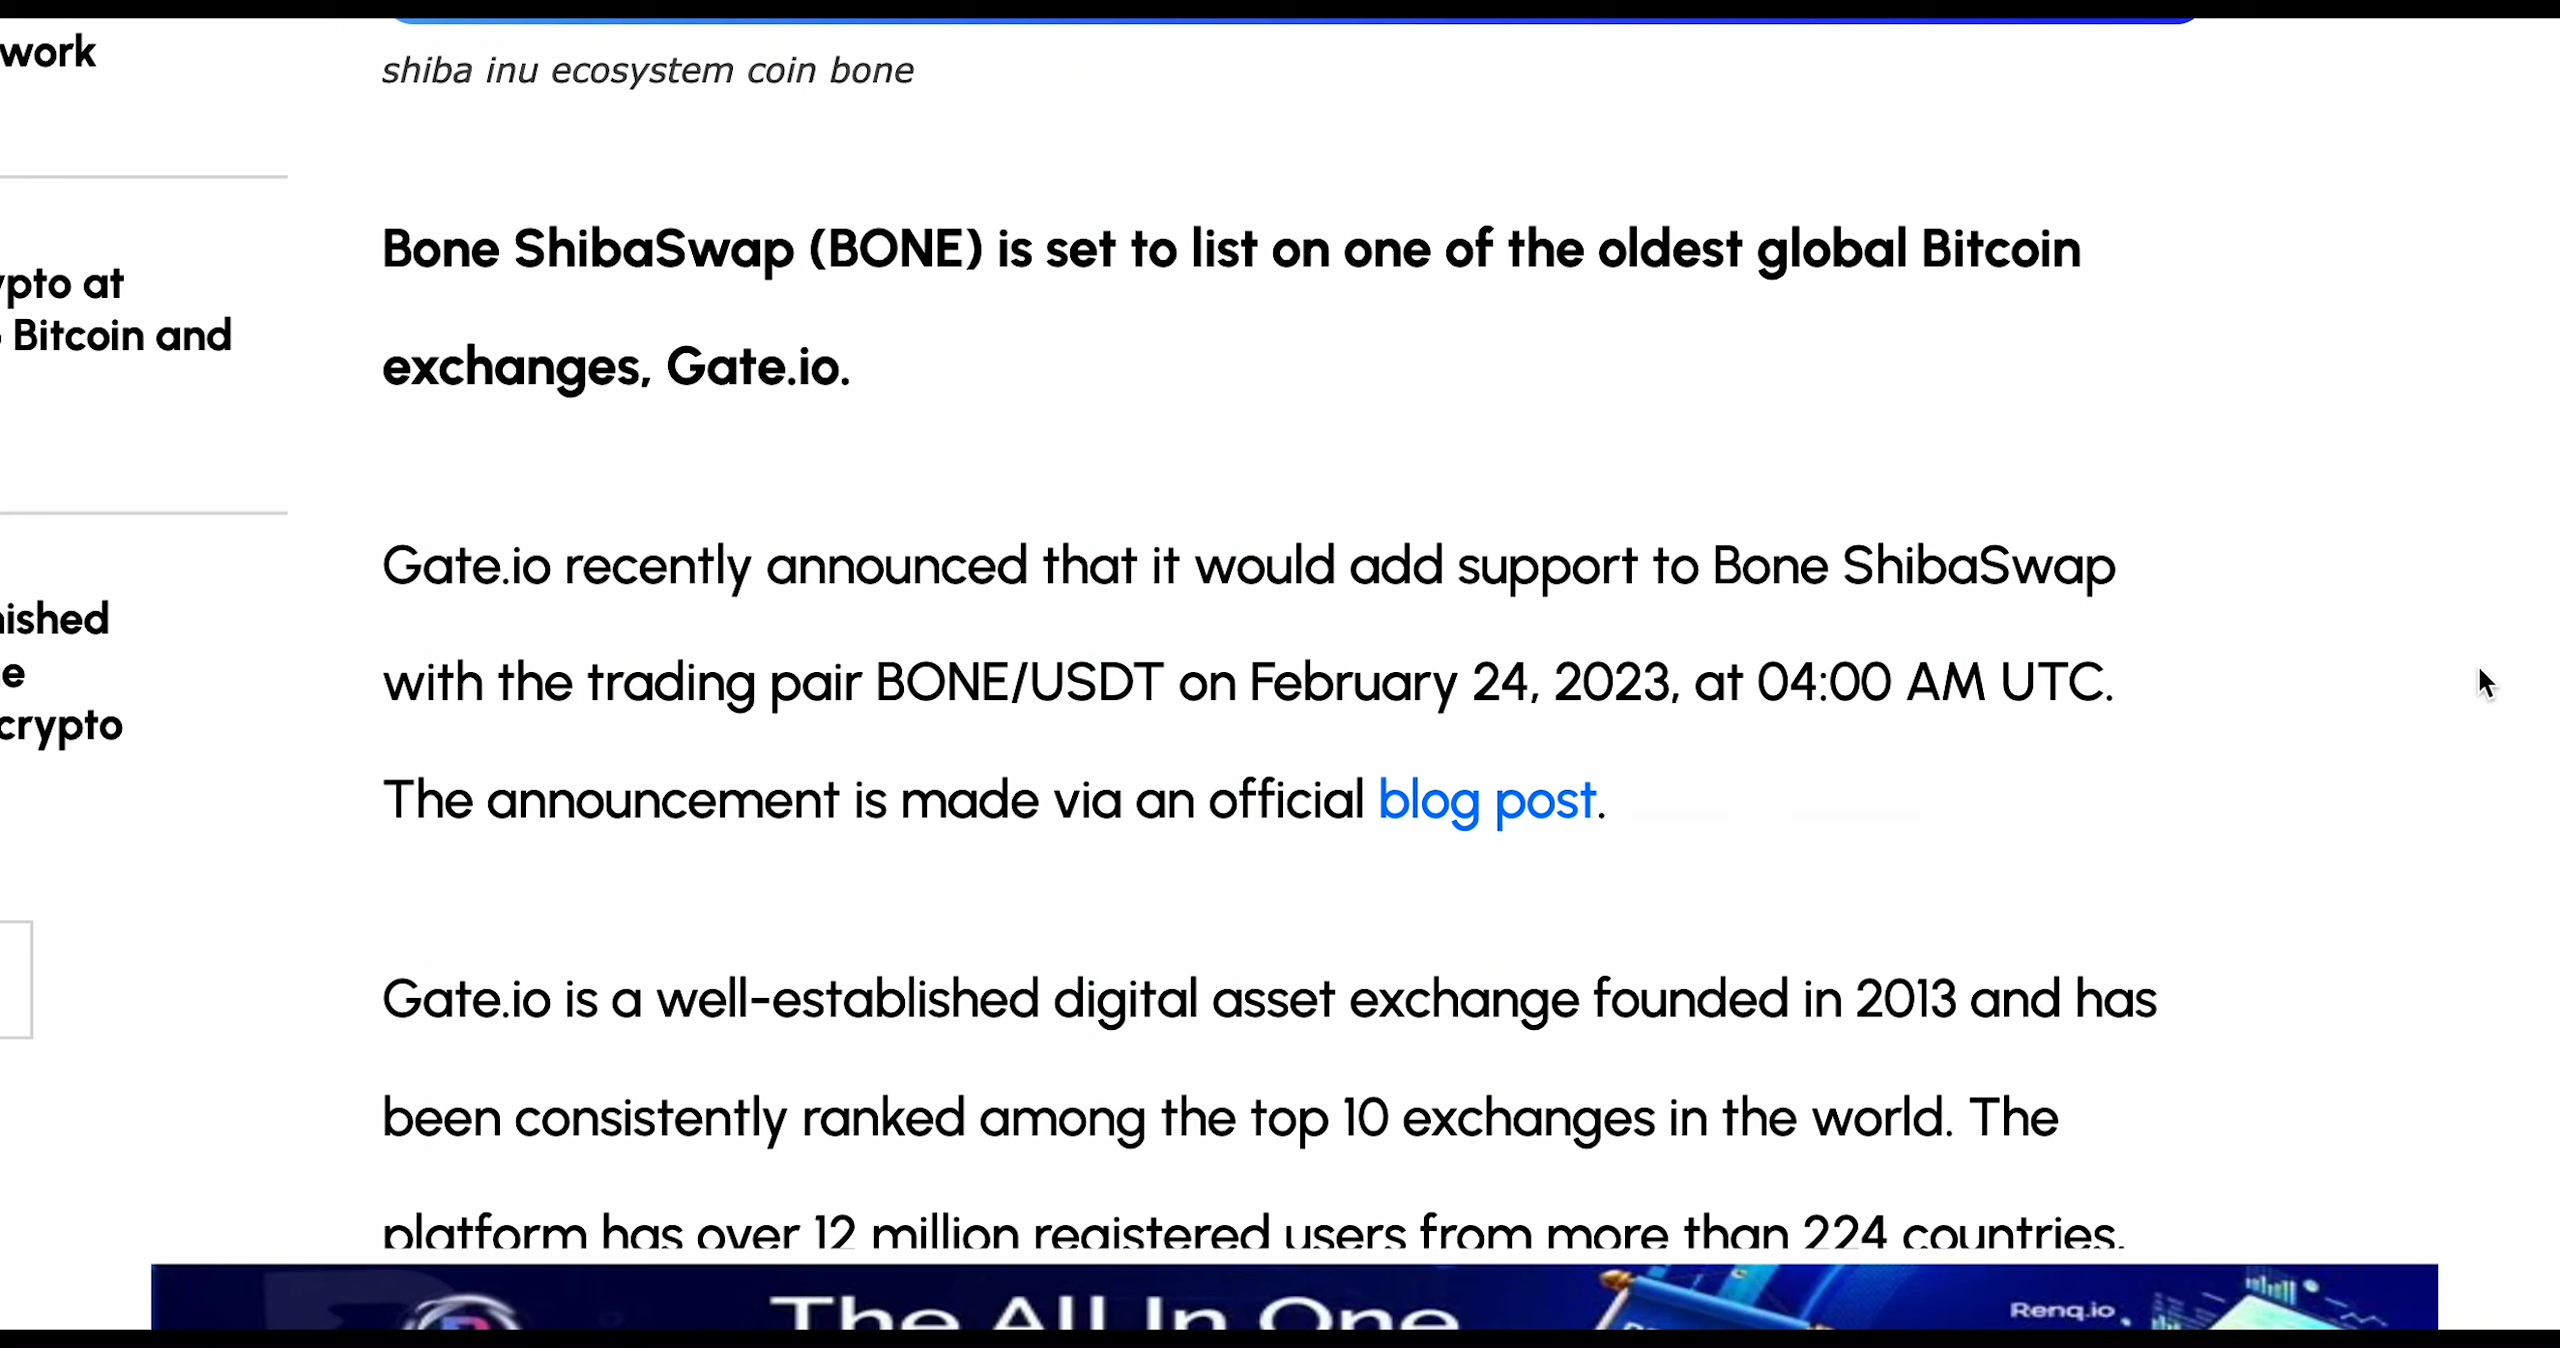 work
ypto at
Bitcoin and
ished
e
crypto
shiba inu ecosystem coin bone
Bone ShibaSwap (BONE) is set to list on one of the oldest global Bitcoin
exchanges, Gate.io.
Gate.io recently announced that it would add support to Bone ShibaSwap
with the trading pair BONE/USDT on February 24, 2023, at 04:00 AM UTC.
The announcement is made via an official blog post.
Gate.io is a well-established digital asset exchange founded in 2013 and has
been consistently ranked among the top 10 exchanges in the world. The
platform has over 12 million registered users from more than 224 countries.
The All In One
Renq.io